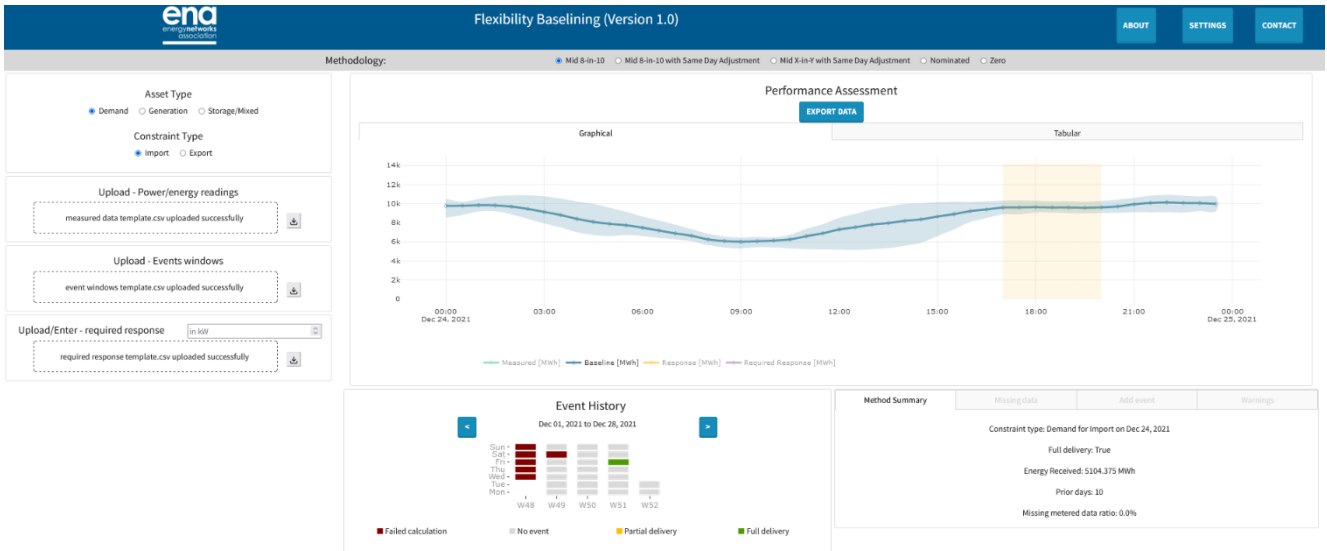 ena
energynetworks
association
Flexibility Baselining (Version 1.0)
ABOUT
SETTINGS
CONTACT
Methodology:
Mid 8-in-10
Mid 8-in-10 with Same Day Adjustment
Mid X-in-Y with Same Day Adjustment
Nominated
Zero
Asset Type
Demand
Generation
Storage/Mixed
Constraint Type
Import
Export
Upload - Power/energy readings
measured data template.csv uploaded successfully
Upload - Events windows
event windows template.csv uploaded successfully
Upload/Enter - required response
in kW
required response template.csv uploaded successfully
Performance Assessment
EXPORT DATA
Graphical
Tabular
14k
12k
10k
8k
6k
4k
2k
0
00:00
Dec 24, 2021
03:00
06:00
09:00
12:00
15:00
18:00
21:00
00:00
Dec 25, 2021
Measured [MWh]
Baseline [MWh]
Response [MWh]
Required Response [MWh]
Event History
<
Dec 01, 2021 to Dec 28, 2021
>
Sun
Sat
Fri
Thu
Wed
Tue
Mon
W48
W49
W50
W51
W52
Failed calculation
No event
Partial delivery
Full delivery
Method Summary
Missing data
Add event
Warnings
Constraint type: Demand for Import on Dec 24, 2021
Full delivery: True
Energy Received: 5104.375 MWh
Prior days: 10
Missing metered data ratio: 0.0%